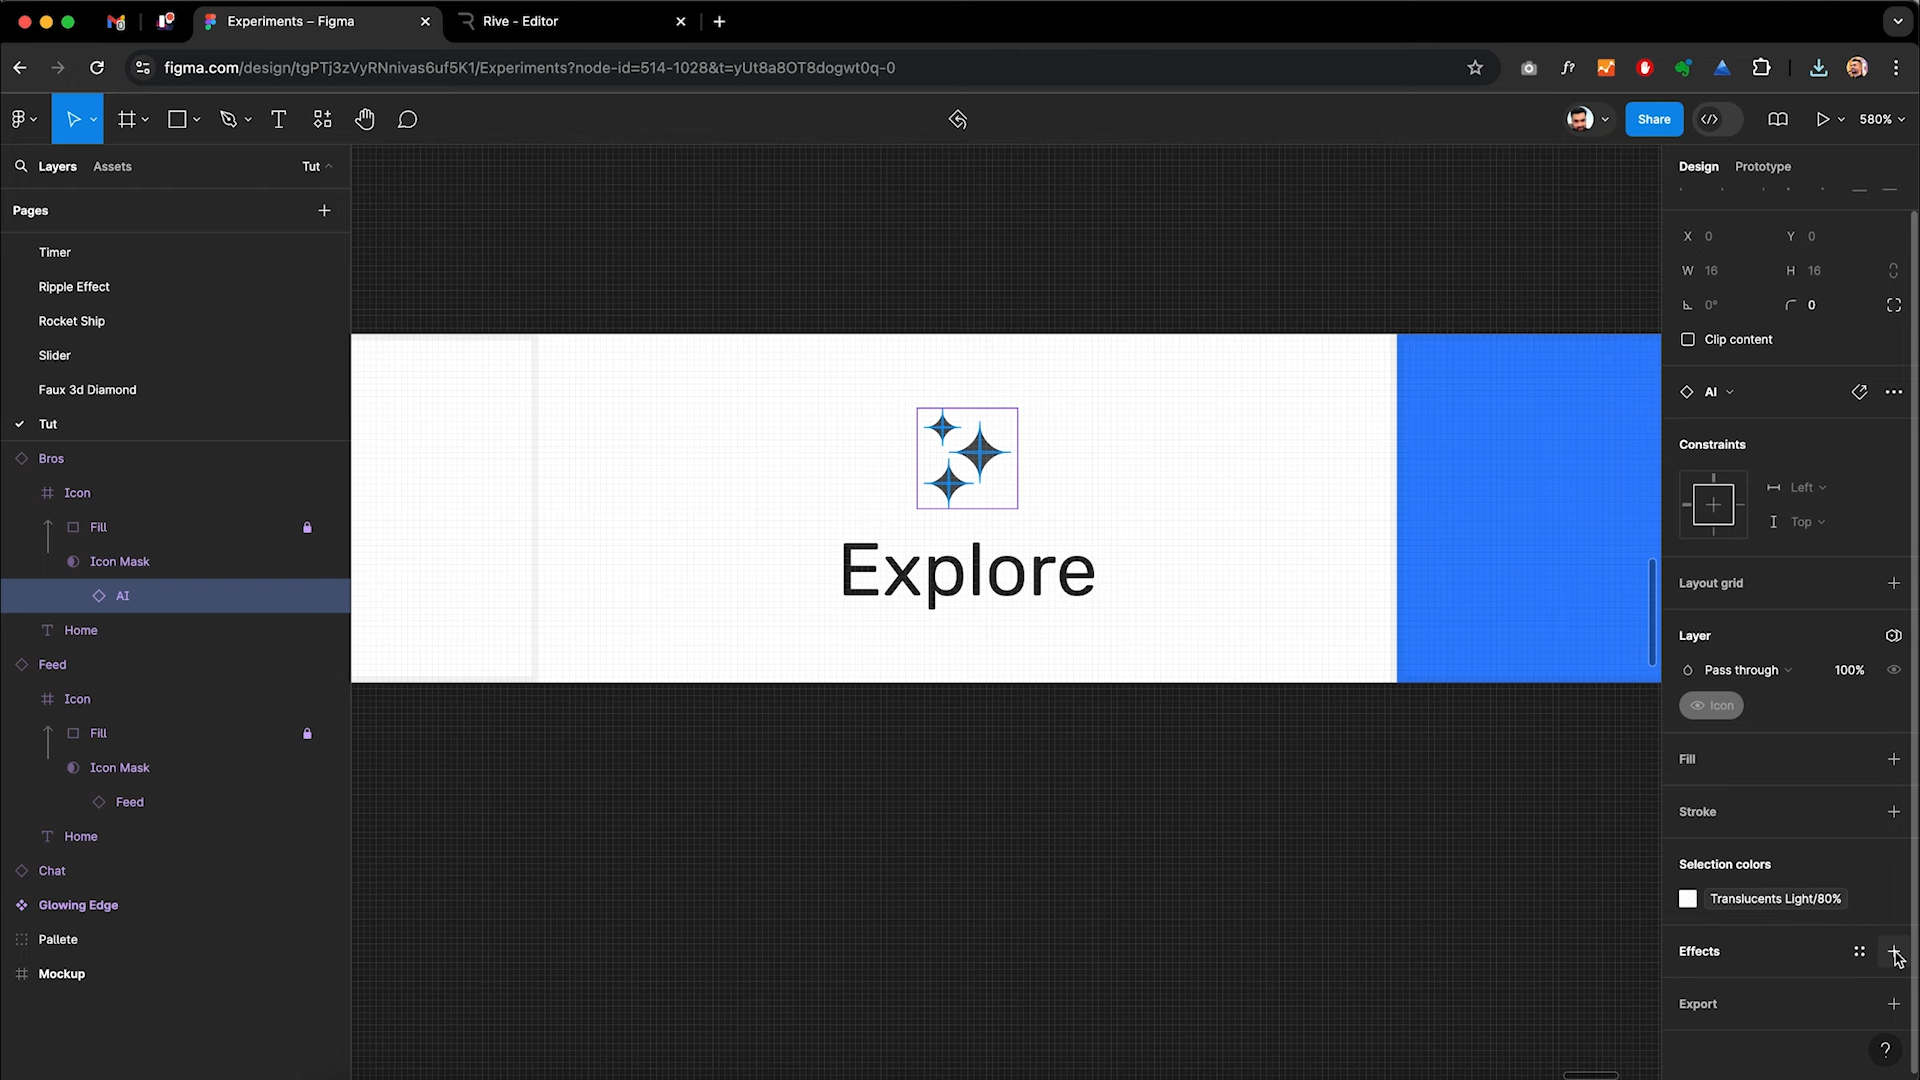 Experiments – Figma
Rive - Editor
figma.com/design/tgPTj3zVyRNnivas6uf5K1/Experiments?node-id=514-1028&t=yUt8a8OT8dogwt0q-0
Share
580%
Layers Assets Tut
Pages
Timer
Ripple Effect
Rocket Ship
Slider
Faux 3d Diamond
Tut
Bros
Icon
Fill
Icon Mask
AI
Home
Feed
Icon
Fill
Icon Mask
Feed
Home
Chat
Glowing Edge
Pallete
Mockup
Explore
Design Prototype
X 0 Y 0
W 16 H 16
0° 0
Clip content
AI
Constraints
Left
Top
Layout grid
Layer
Pass through 100%
Icon
Fill
Stroke
Selection colors
Translucents Light/80%
Effects
Export
?